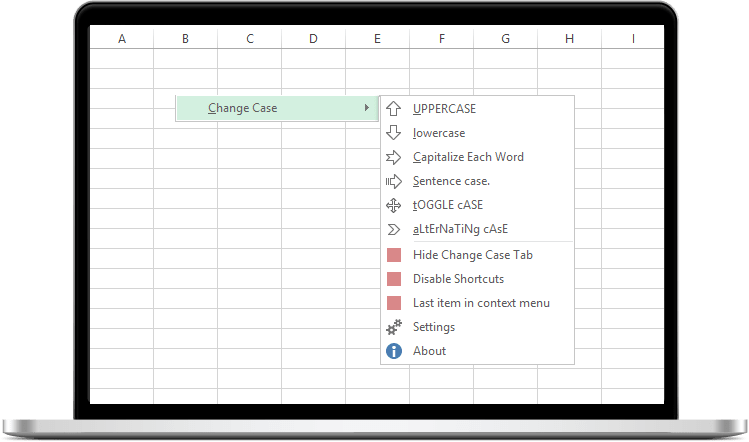 A B C D E F G H I
Change Case
UPPERCASE
lowercase
Capitalize Each Word
Sentence case.
tOGGLE cASE
aLtErNaTiNg cAsE
Hide Change Case Tab
Disable Shortcuts
Last item in context menu
Settings
About